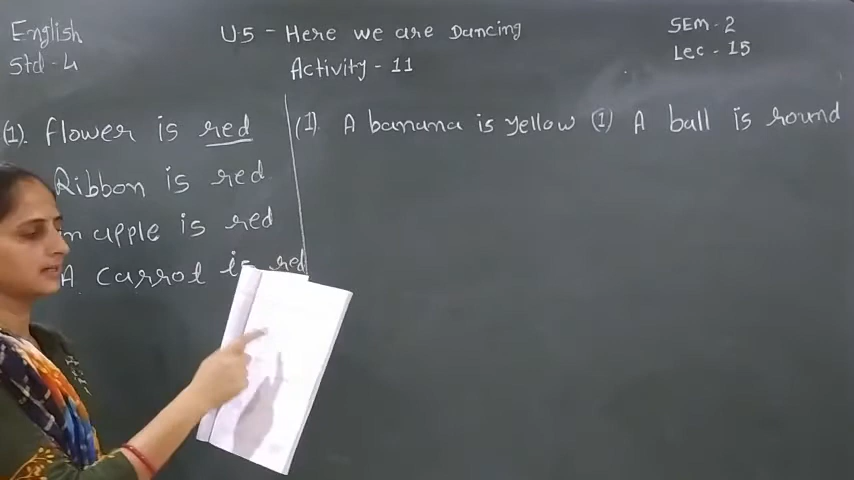 English
Std - 4
U.5 - Here we are Dancing
Activity - 11
SEM - 2
Lec - 15
(1). flower is red
Ribbon is red.
apple is red
A carrot is red
(1). A banana is yellow
(1) A ball is round